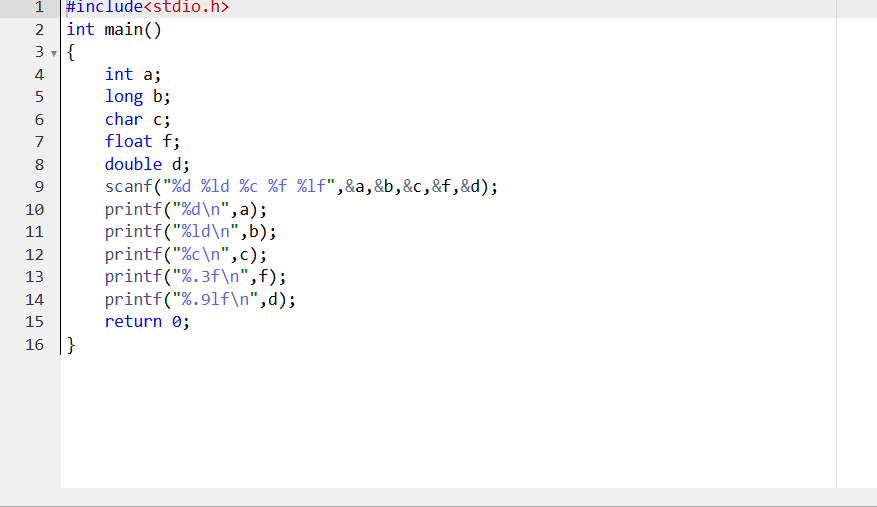 1 #include<stdio.h>
2 int main()
3 {
4 int a;
5 long b;
6 char c;
7 float f;
8 double d;
9 scanf("%d %ld %c %f %lf",&a,&b,&c,&f,&d);
10 printf("%d\n",a);
11 printf("%ld\n",b);
12 printf("%c\n",c);
13 printf("%.3f\n",f);
14 printf("%.9lf\n",d);
15 return 0;
16 }